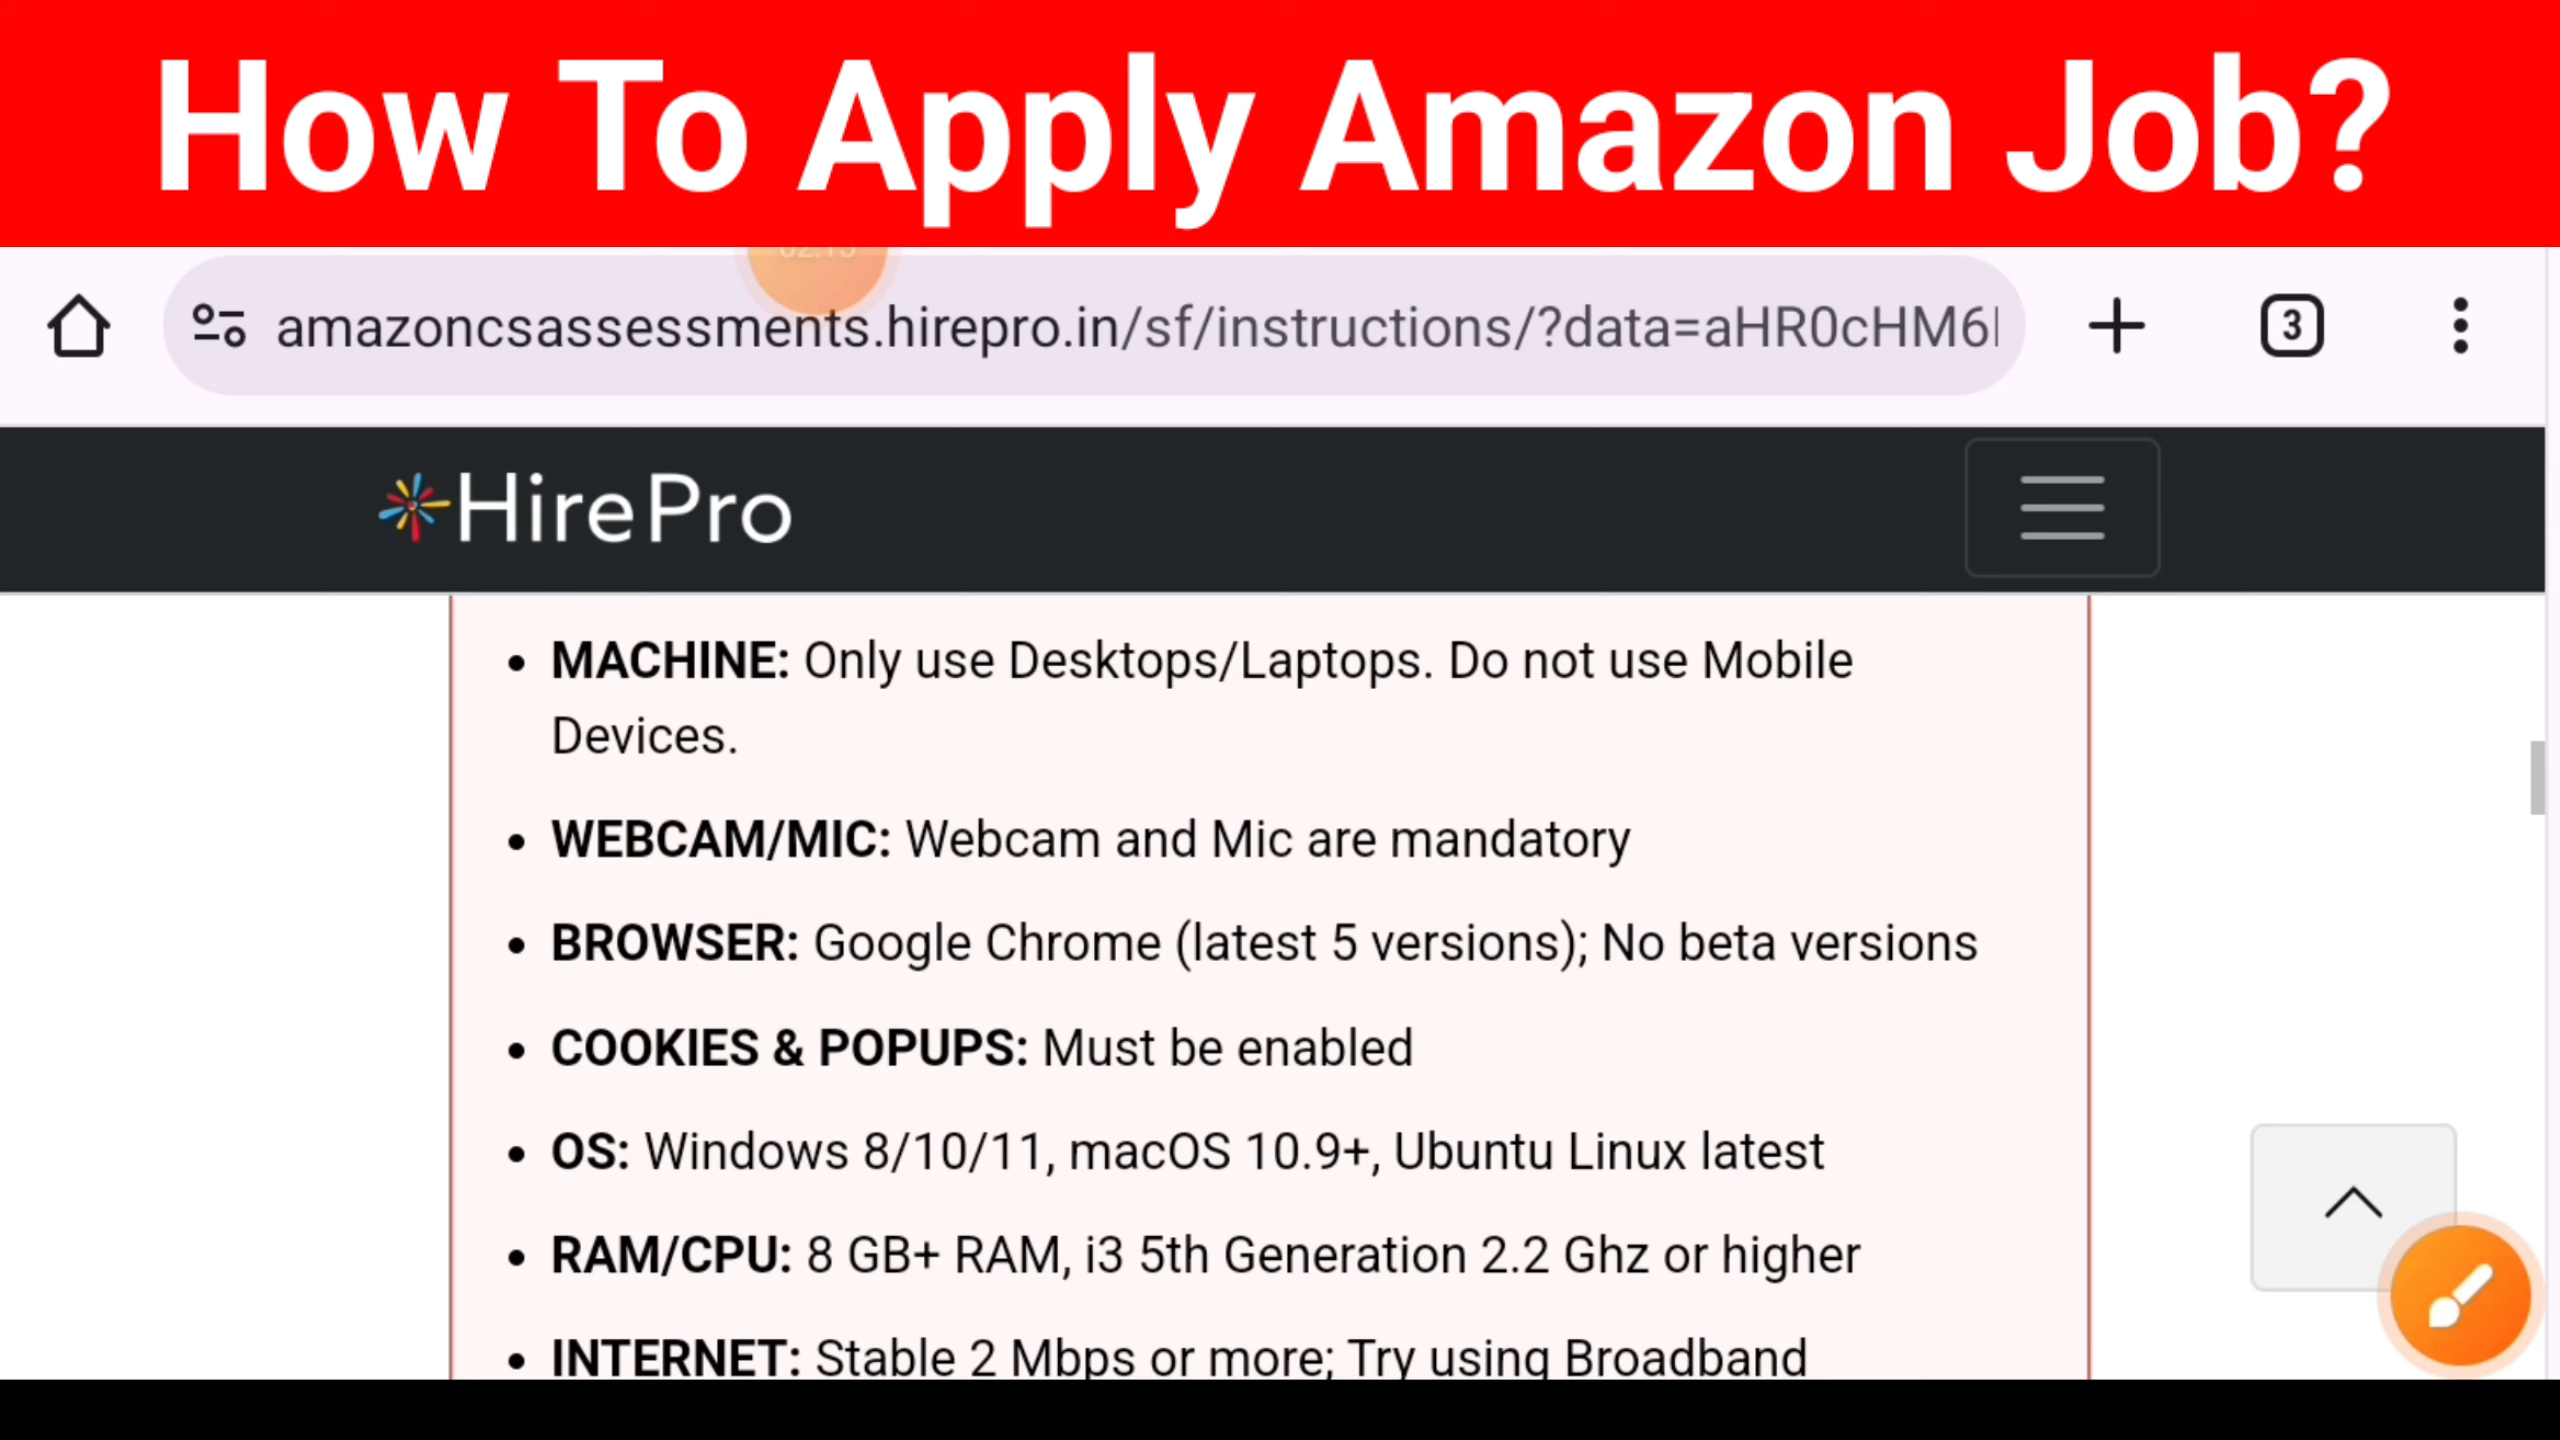 How To Apply Amazon Job?
amazoncsassessments.hirepro.in/sf/instructions/?data=aHR0cHM6
3
HirePro
• MACHINE: Only use Desktops/Laptops. Do not use Mobile
Devices.
• WEBCAM/MIC: Webcam and Mic are mandatory
• BROWSER: Google Chrome (latest 5 versions); No beta versions
• COOKIES & POPUPS: Must be enabled
• OS: Windows 8/10/11, macOS 10.9+, Ubuntu Linux latest
• RAM/CPU: 8 GB+ RAM, i3 5th Generation 2.2 Ghz or higher
• INTERNET: Stable 2 Mbps or more; Try using Broadband